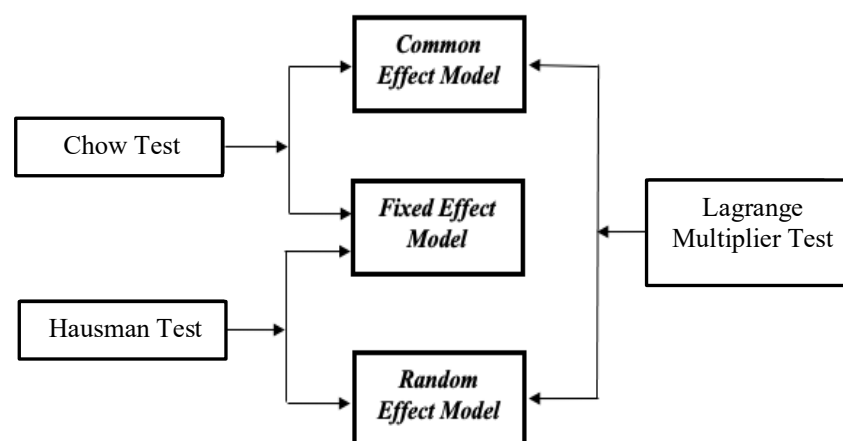 Common
Effect Model
Chow Test
Fixed Effect
Model
Lagrange
Multiplier Test
Hausman Test
Random
Effect Model